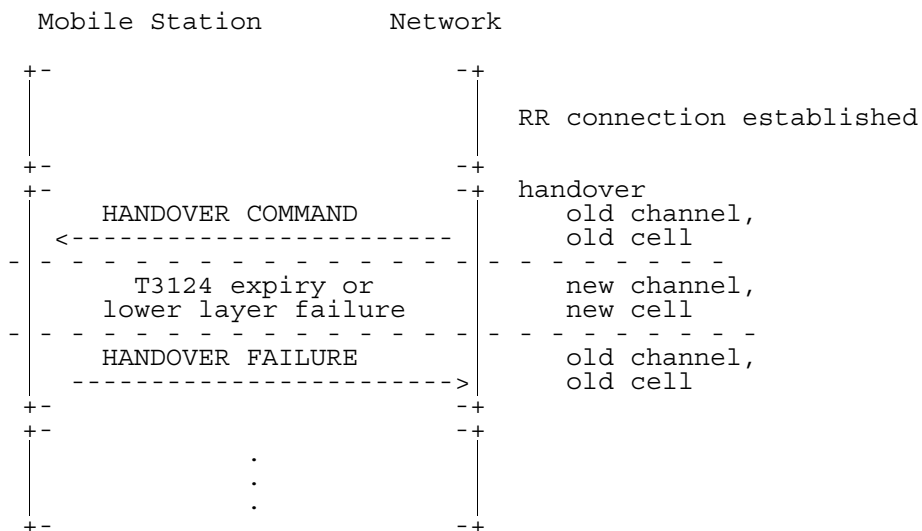 Mobile Station Network
RR connection established
handover
HANDOVER COMMAND old channel,
<------------------------ old cell
T3124 expiry or new channel,
lower layer failure new cell
HANDOVER FAILURE old channel,
------------------------> old cell
.
.
.